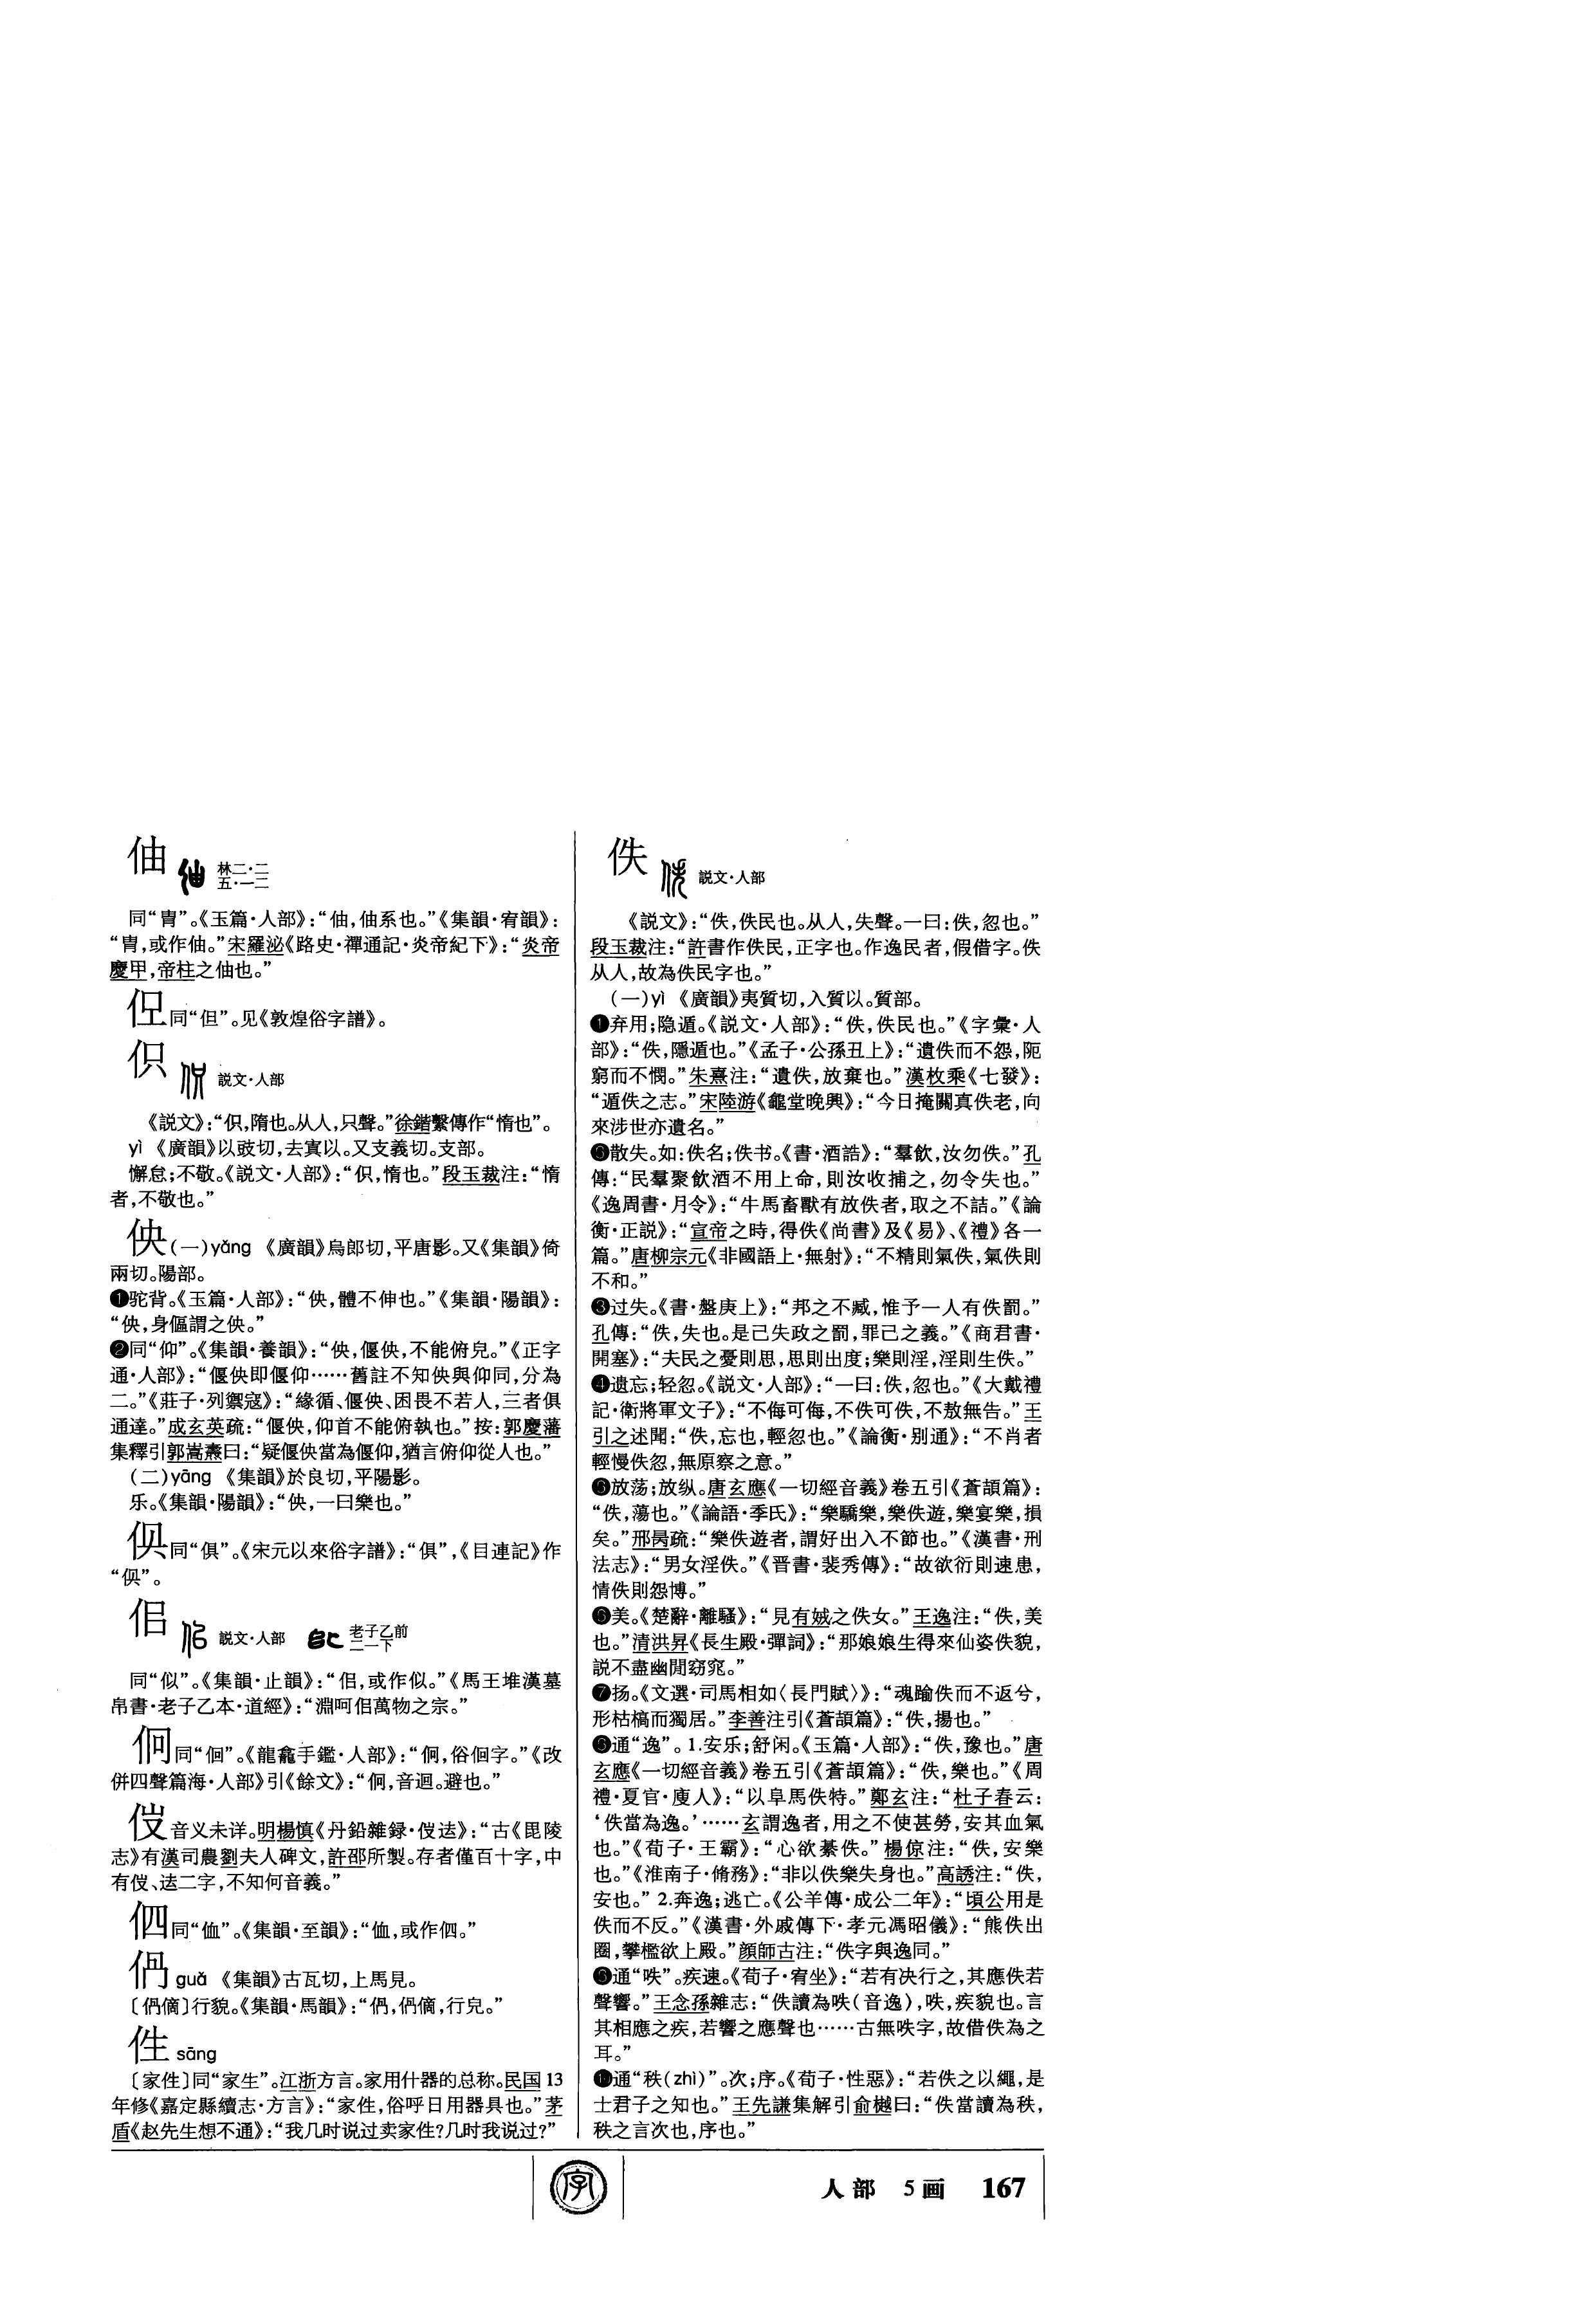 伷 林二·二
五·一二
同“胄”。《玉篇·人部》：“伷，伷系也。”《集韻·宥韻》：
“胄，或作伷。”宋羅泌《路史·禪通記·炎帝紀下》：“炎帝
慶甲，帝柱之伷也。”
同“但”。见《敦煌俗字譜》。
伿 説文·人部
《説文》：“伿，隋也。从人，只聲。”徐鍇繫傳作“惰也”。
yì 《廣韻》以豉切，去寘以。又支義切。支部。
懈怠；不敬。《説文·人部》：“伿，惰也。”段玉裁注：“惰
者，不敬也。”
佒（一）yǎng 《廣韻》烏郎切，平唐影。又《集韻》倚
兩切。陽部。
❶驼背。《玉篇·人部》：“佒，體不伸也。”《集韻·陽韻》：
“佒，身傴謂之佒。”
❷同“仰”。《集韻·養韻》：“佒，偃佒，不能俯皃。”《正字
通·人部》：“偃佒即偃仰……舊註不知佒與仰同，分為
二。”《莊子·列禦寇》：“緣循、偃佒、困畏不若人，三者俱
通達。”成玄英疏：“偃佒，仰首不能俯執也。”按：郭慶藩
集釋引郭嵩燾曰：“疑偃佒當為偃仰，猶言俯仰從人也。”
（二）yāng 《集韻》於良切，平陽影。
乐。《集韻·陽韻》：“佒，一曰樂也。”
同“俱”。《宋元以來俗字譜》：“俱”，《目連記》作
“”。
佀 説文·人部 老子乙前
二一下
同“似”。《集韻·止韻》：“佀，或作似。”《馬王堆漢墓
帛書·老子乙本·道經》：“淵呵佀萬物之宗。”
同“佪”。《龍龕手鑑·人部》：“，俗佪字。”《改
併四聲篇海·人部》引《餘文》：“，音迴。避也。”
音义未详。明楊慎《丹鉛雜録·》：“古《毘陵
志》有漢司農劉夫人碑文，許邵所製。存者僅百十字，中
有、二字，不知何音義。”
伵同“侐”。《集韻·至韻》：“侐，或作伵。”
guǎ 《集韻》古瓦切，上馬見。
〔〕行貌。《集韻·馬韻》：“，行皃。”
㑅 sāng
〔家㑅〕同“家生”。江浙方言。家用什器的总称。民国13
年修《嘉定縣續志·方言》：“家㑅，俗呼日用器具也。”茅
盾《赵先生想不通》：“我几时说过卖家㑅？几时我说过？”
佚 説文·人部
《説文》：“佚，佚民也。从人，失聲。一曰：佚，忽也。”
段玉裁注：“許書作佚民，正字也。作逸民者，假借字。佚
从人，故為佚民字也。”
（一）yì 《廣韻》夷質切，入質以。質部。
❶弃用；隐遁。《説文·人部》：“佚，佚民也。”《字彙·人
部》：“佚，隱遁也。”《孟子·公孫丑上》：“遺佚而不怨，阨
窮而不憫。”朱熹注：“遺佚，放棄也。”漢枚乘《七發》：
“遁佚之志。”宋陸游《龜堂晚興》：“今日掩關真佚老，向
來涉世亦遺名。”
❷散失。如：佚名；佚书。《書·酒誥》：“羣飲，汝勿佚。”孔
傳：“民羣聚飲酒不用上命，則汝收捕之，勿令失也。”
《逸周書·月令》：“牛馬畜獸有放佚者，取之不詰。”《論
衡·正説》：“宣帝之時，得佚《尚書》及《易》、《禮》各一
篇。”唐柳宗元《非國語上·無射》：“不精則氣佚，氣佚則
不和。”
❸过失。《書·盤庚上》：“邦之不臧，惟予一人有佚罰。”
孔傳：“佚，失也。是己失政之罰，罪己之義。”《商君書·
開塞》：“夫民之憂則思，思則出度；樂則淫，淫則生佚。”
❹遗忘；轻忽。《説文·人部》：“一曰：佚，忽也。”《大戴禮
記·衛將軍文子》：“不侮可侮，不佚可佚，不敖無告。”王
引之述聞：“佚，忘也，輕忽也。”《論衡·别通》：“不肖者
輕慢佚忽，無原察之意。”
❺放荡；放纵。唐玄應《一切經音義》卷五引《蒼頡篇》：
“佚，蕩也。”《論語·季氏》：“樂驕樂，樂佚遊，樂宴樂，損
矣。”邢昺疏：“樂佚遊者，謂好出入不節也。”《漢書·刑
法志》：“男女淫佚。”《晋書·裴秀傳》：“故欲衍則速患，
情佚則怨博。”
❻美。《楚辭·離騷》：“見有娀之佚女。”王逸注：“佚，美
也。”清洪昇《長生殿·彈詞》：“那娘娘生得來仙姿佚貌，
説不盡幽閒窈窕。”
❼扬。《文選·司馬相如〈長門賦〉》：“魂踰佚而不返兮，
形枯槁而獨居。”李善注引《蒼頡篇》：“佚，揚也。”
❽通“逸”。1.安乐；舒闲。《玉篇·人部》：“佚，豫也。”唐
玄應《一切經音義》卷五引《蒼頡篇》：“佚，樂也。”《周
禮·夏官·廋人》：“以阜馬佚特。”鄭玄注：“杜子春云：
‘佚當為逸。’……玄謂逸者，用之不使甚勞，安其血氣
也。”《荀子·王霸》：“心欲綦佚。”楊倞注：“佚，安樂
也。”《淮南子·脩務》：“非以佚樂失身也。”高誘注：“佚，
安也。” 2.奔逸；逃亡。《公羊傳·成公二年》：“頃公用是
佚而不反。”《漢書·外戚傳下·孝元馮昭儀》：“熊佚出
圈，攀檻欲上殿。”顔師古注：“佚字與逸同。”
❾通“呹”。疾速。《荀子·宥坐》：“若有决行之，其應佚若
聲響。”王念孫雜志：“佚讀為呹（音逸），呹，疾貌也。言
其相應之疾，若響之應聲也……古無呹字，故借佚為之
耳。”
❿通“秩（zhì）”。次；序。《荀子·性惡》：“若佚之以繩，是
士君子之知也。”王先謙集解引俞樾曰：“佚當讀為秩，
秩之言次也，序也。”
字
人部 5画 167